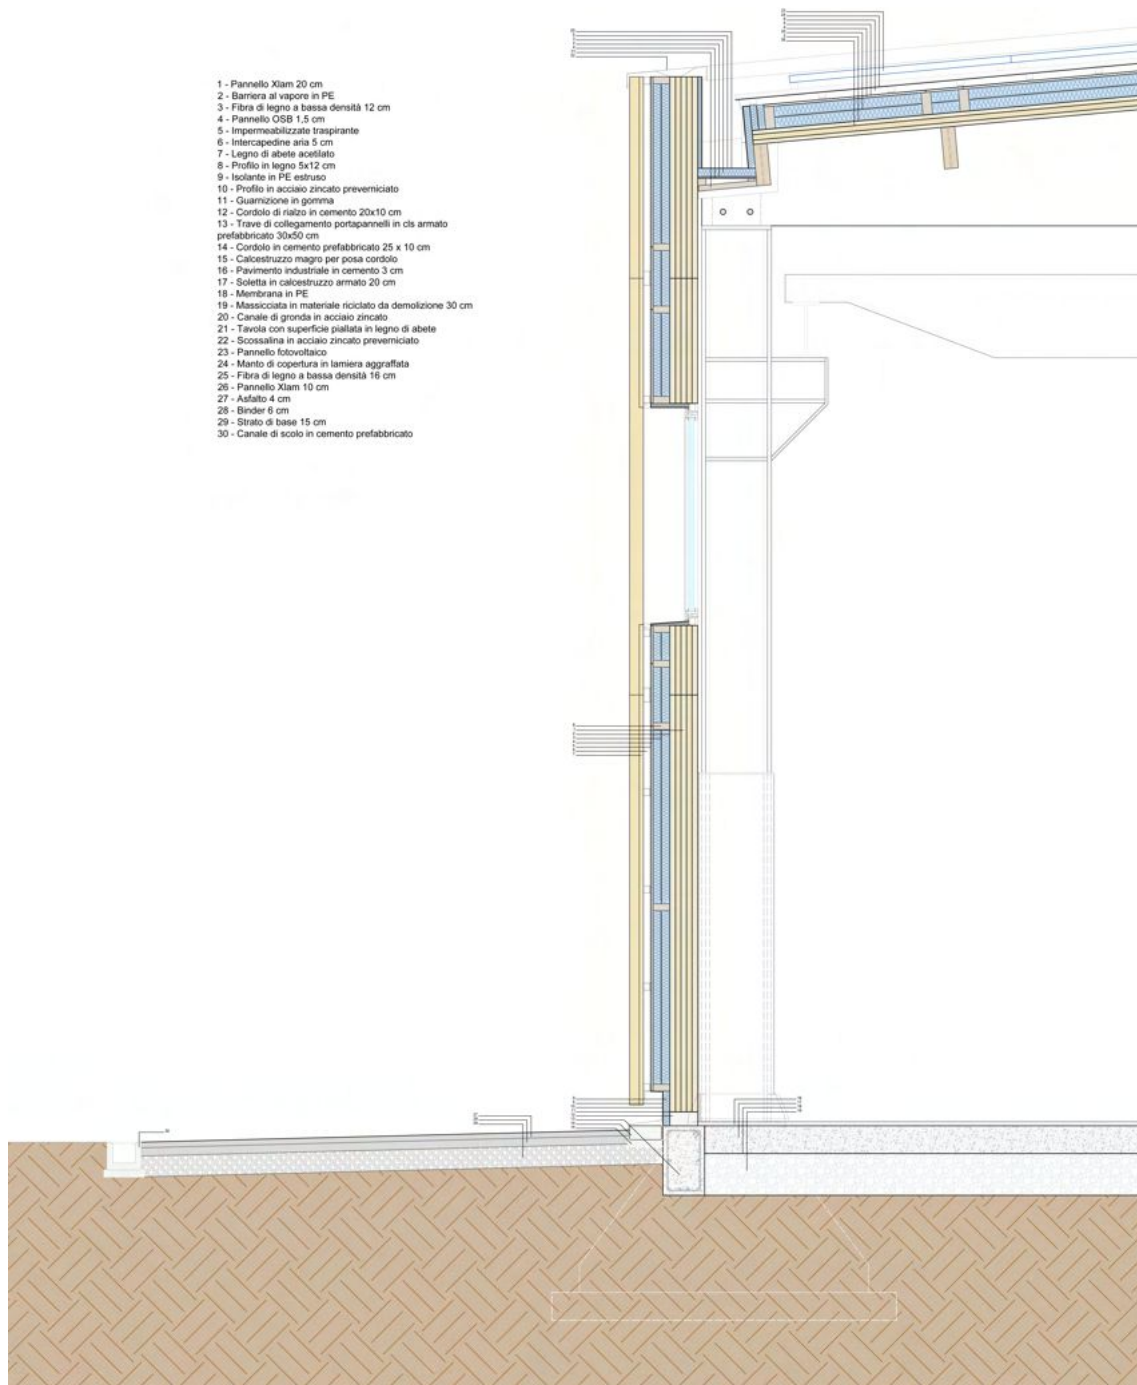 1 - Pannello Xlam 20 cm
2 - Barriera al vapore in PE
3 - Fibra di legno a bassa densità 12 cm
4 - Pannello OSB 1,5 cm
5 - Impermeabilizzate traspirante
6 - Intercapedine aria 5 cm
7 - Legno di abete acetilato
8 - Profilo in legno 5x12 cm
9 - Isolante in PE estruso
10 - Profilo in acciaio zincato preverniciato
11 - Guarnizione in gomma
12 - Cordolo di rialzo in cemento 20x10 cm
13 - Trave di collegamento portapannelli in cls armato
prefabbricato 30x50 cm
14 - Cordolo in cemento prefabbricato 25 x 10 cm
15 - Calcestruzzo magro per posa cordolo
16 - Pavimento industriale in cemento 3 cm
17 - Soletta in calcestruzzo armato 20 cm
18 - Membrana in PE
19 - Massicciata in materiale riciclato da demolizione 30 cm
20 - Canale di gronda in acciaio zincato
21 - Tavola con superficie piallata in legno di abete
22 - Scossalina in acciaio zincato preverniciato
23 - Pannello fotovoltaico
24 - Manto di copertura in lamiera aggraffata
25 - Fibra di legno a bassa densità 16 cm
26 - Pannello Xlam 10 cm
27 - Asfalto 4 cm
28 - Binder 6 cm
29 - Strato di base 15 cm
30 - Canale di scolo in cemento prefabbricato